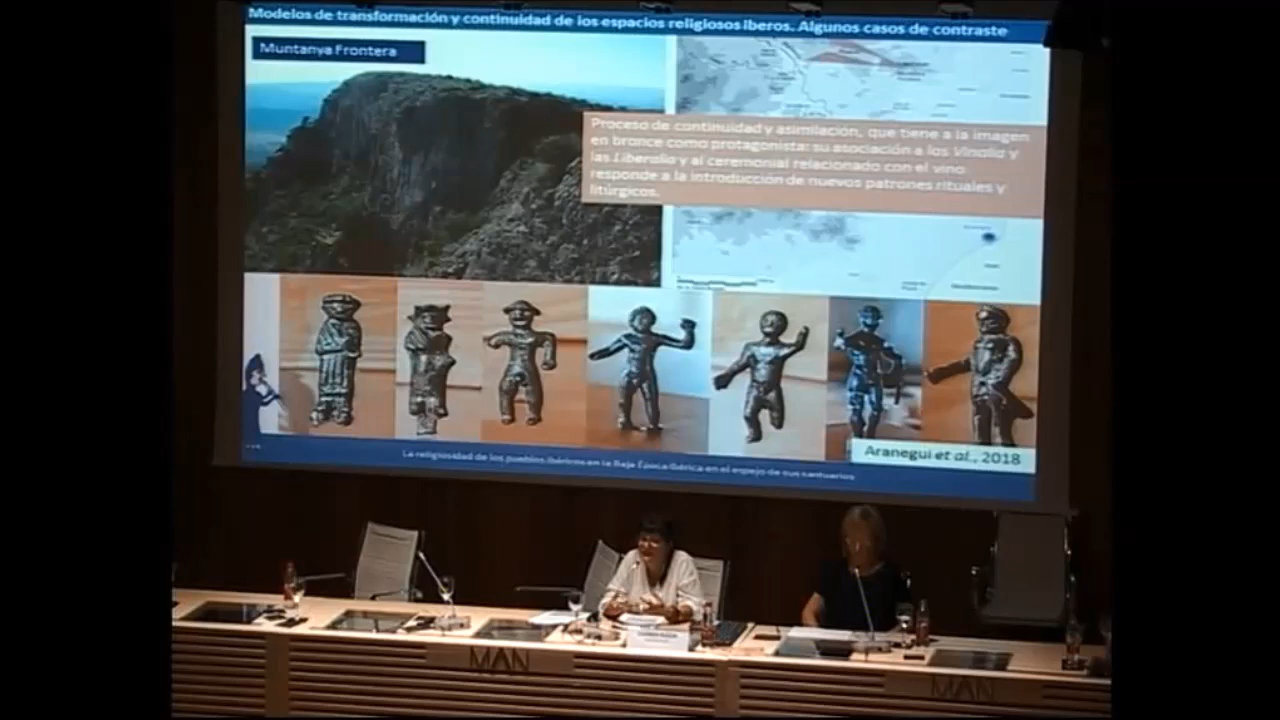 Modelos de transformación y continuidad de los espacios religiosos iberos. Algunos casos de contraste
Muntanya Frontera
Proceso de continuidad y asimilación, que tiene a la imagen
en bronce como protagonista: su asociación a los Vinalia y
las Liberalia y al ceremonial relacionado con el vino
responde a la introducción de nuevos patrones rituales y
litúrgicos.
Aranegui et al., 2018
La religiosidad de los pueblos ibéricos en la Baja Época Ibérica en el espejo de sus santuarios
MAN
MAN